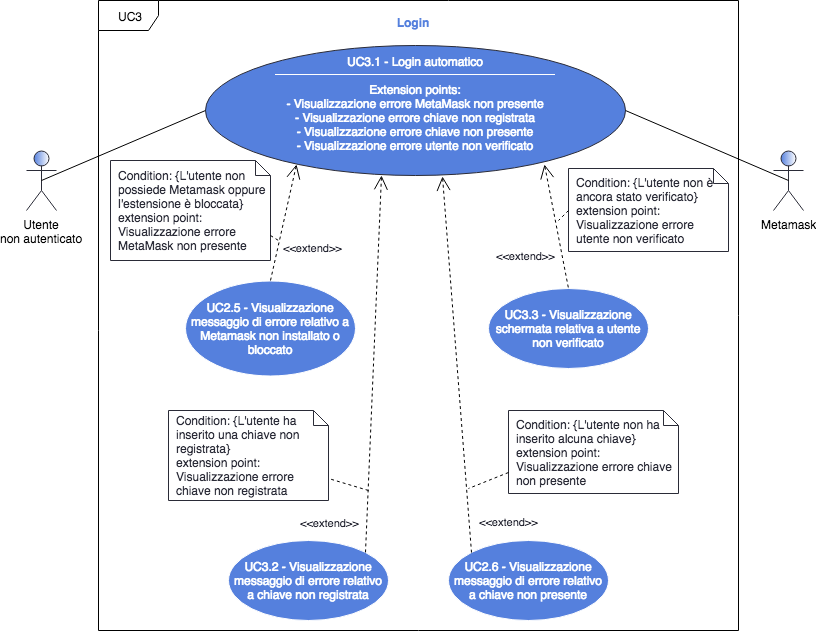 UC3
Login
UC3.1 - Login automatico
Extension points:
- Visualizzazione errore MetaMask non presente
- Visualizzazione errore chiave non registrata
- Visualizzazione errore chiave non presente
- Visualizzazione errore utente non verificato
Utente
non autenticato
Metamask
Condition: {L'utente non
possiede Metamask oppure
l'estensione è bloccata}
extension point:
Visualizzazione errore
MetaMask non presente
Condition: {L'utente non è
ancora stato verificato}
extension point:
Visualizzazione errore
utente non verificato
<<extend>>
<<extend>>
UC2.5 - Visualizzazione
messaggio di errore relativo a
Metamask non installato o
bloccato
UC3.3 - Visualizzazione
schermata relativa a utente
non verificato
Condition: {L'utente ha
inserito una chiave non
registrata}
extension point:
Visualizzazione errore
chiave non registrata
Condition: {L'utente non ha
inserito alcuna chiave}
extension point:
Visualizzazione errore chiave
non presente
<<extend>>
<<extend>>
UC3.2 - Visualizzazione
messaggio di errore relativo
a chiave non registrata
UC2.6 - Visualizzazione
messaggio di errore relativo
a chiave non presente